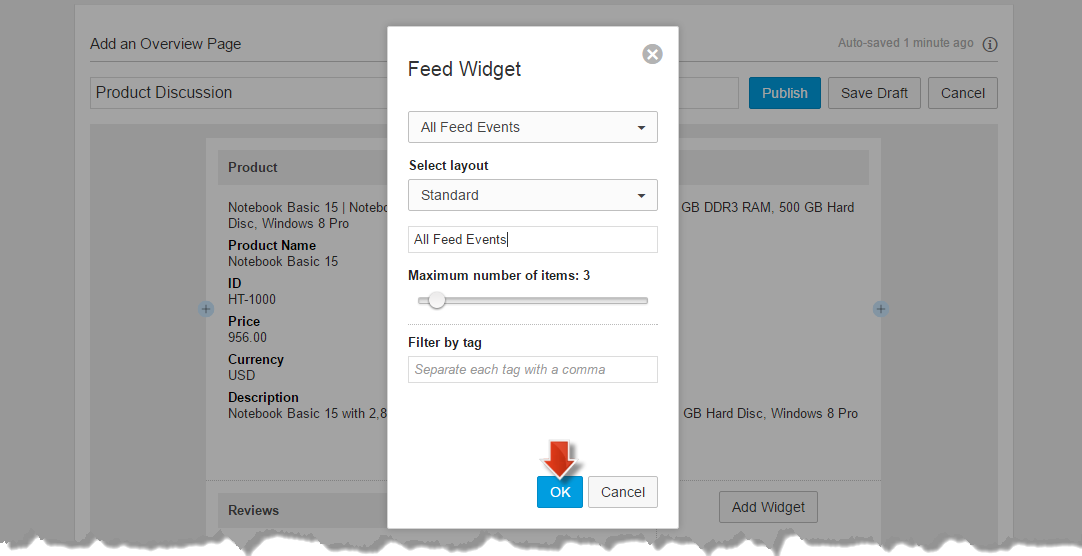 Add an Overview Page
Auto-saved 1 minute ago
Product Discussion
Publish
Save Draft
Cancel
Product
Notebook Basic 15 | Notebo
GB DDR3 RAM, 500 GB Hard
Disc, Windows 8 Pro
Product Name
Notebook Basic 15
ID
HT-1000
Price
956.00
Currency
USD
Description
Notebook Basic 15 with 2,8
GB Hard Disc, Windows 8 Pro
Reviews
Add Widget
Feed Widget
All Feed Events
Select layout
Standard
All Feed Events
Maximum number of items: 3
Filter by tag
Separate each tag with a comma
OK
Cancel